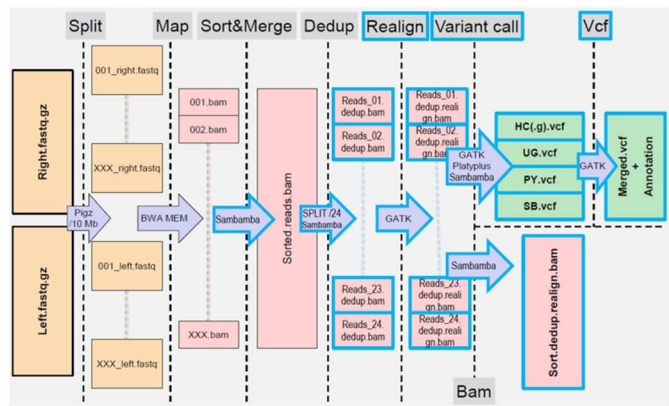 Split
Map
Sort&Merge
Dedup
Realign
Variant call
Vcf
Right.fastq.gz
Left.fastq.gz
001_right.fastq
XXX_right.fastq
001_left.fastq
XXX_left.fastq
Pigz
/10 Mb
BWA MEM
001.bam
002.bam
XXX.bam
Sambamba
Sorted.reads.bam
SPLIT /24
Sambamba
Reads_01.
dedup.bam
Reads_02.
dedup.bam
Reads_23.
dedup.bam
Reads_24.
dedup.bam
GATK
Reads_01.
dedup.reali
gn.bam
Reads_02.
dedup.reali
gn.bam
Reads_23.
dedup.reali
gn.bam
Reads_24.
dedup.reali
gn.bam
GATK
Platyplus
Sambamba
HC(.g).vcf
UG.vcf
PY.vcf
SB.vcf
GATK
Merged.vcf
+
Annotation
Sambamba
Sort.dedup.realign.bam
Bam